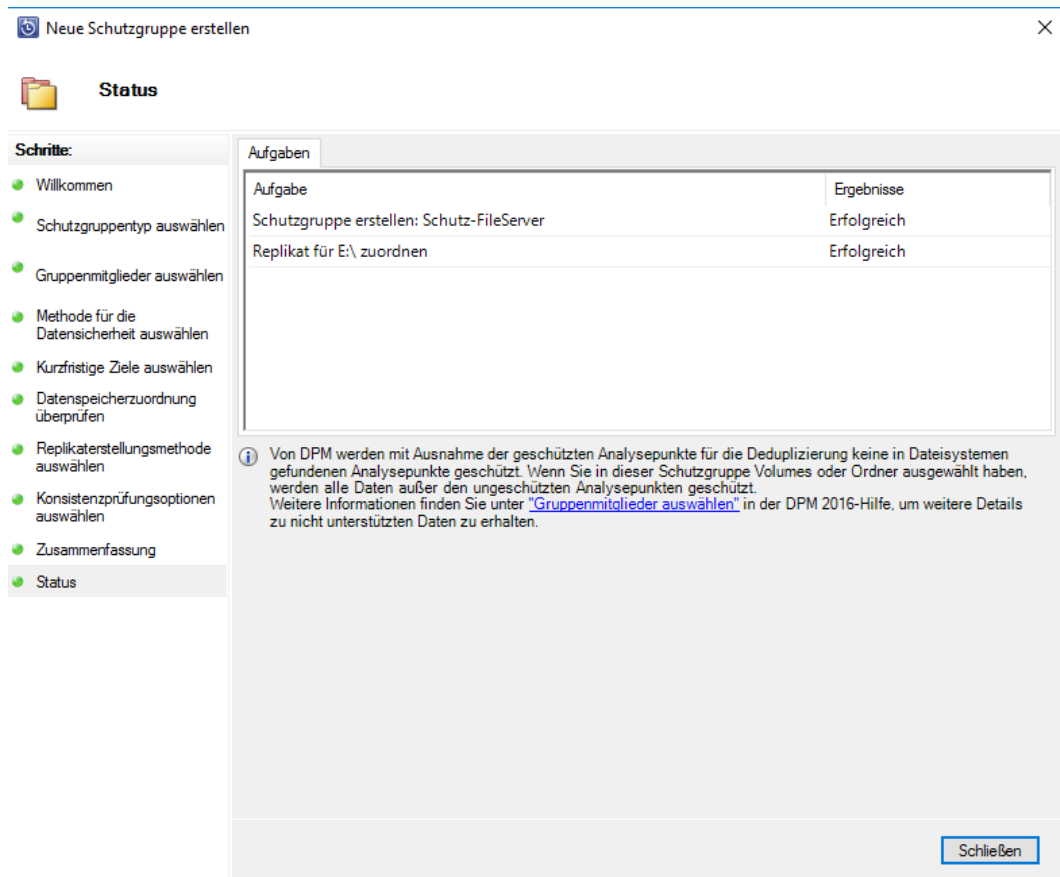 Neue Schutzgruppe erstellen
Status
Schritte:
Willkommen
Schutzgruppentyp auswählen
Gruppenmitglieder auswählen
Methode für die
Datensicherheit auswählen
Kurzfristige Ziele auswählen
Datenspeicherzuordnung
überprüfen
Replikaterstellungsmethode
auswählen
Konsistenzprüfungsoptionen
auswählen
Zusammenfassung
Status
Aufgaben
Aufgabe Ergebnisse
Schutzgruppe erstellen: Schutz-FileServer Erfolgreich
Replikat für E:\ zuordnen Erfolgreich
Von DPM werden mit Ausnahme der geschützten Analysepunkte für die Deduplizierung keine in Dateisystemen
gefundenen Analysepunkte geschützt. Wenn Sie in dieser Schutzgruppe Volumes oder Ordner ausgewählt haben,
werden alle Daten außer den ungeschützten Analysepunkten geschützt.
Weitere Informationen finden Sie unter "Gruppenmitglieder auswählen" in der DPM 2016-Hilfe, um weitere Details
zu nicht unterstützten Daten zu erhalten.
Schließen